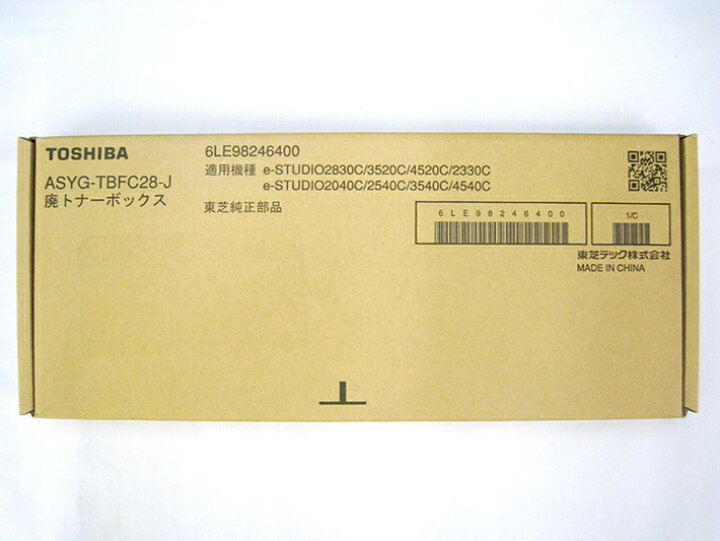 TOSHIBA
ASYG-TBFC28-J
廃トナーボックス
6LE98246400
適用機種 e-STUDIO2830C/3520C/4520C/2330C
e-STUDIO2040C/2540C/3540C/4540C
東芝純正部品
6LE98246400
1/C
東芝テック株式会社
MADE IN CHINA